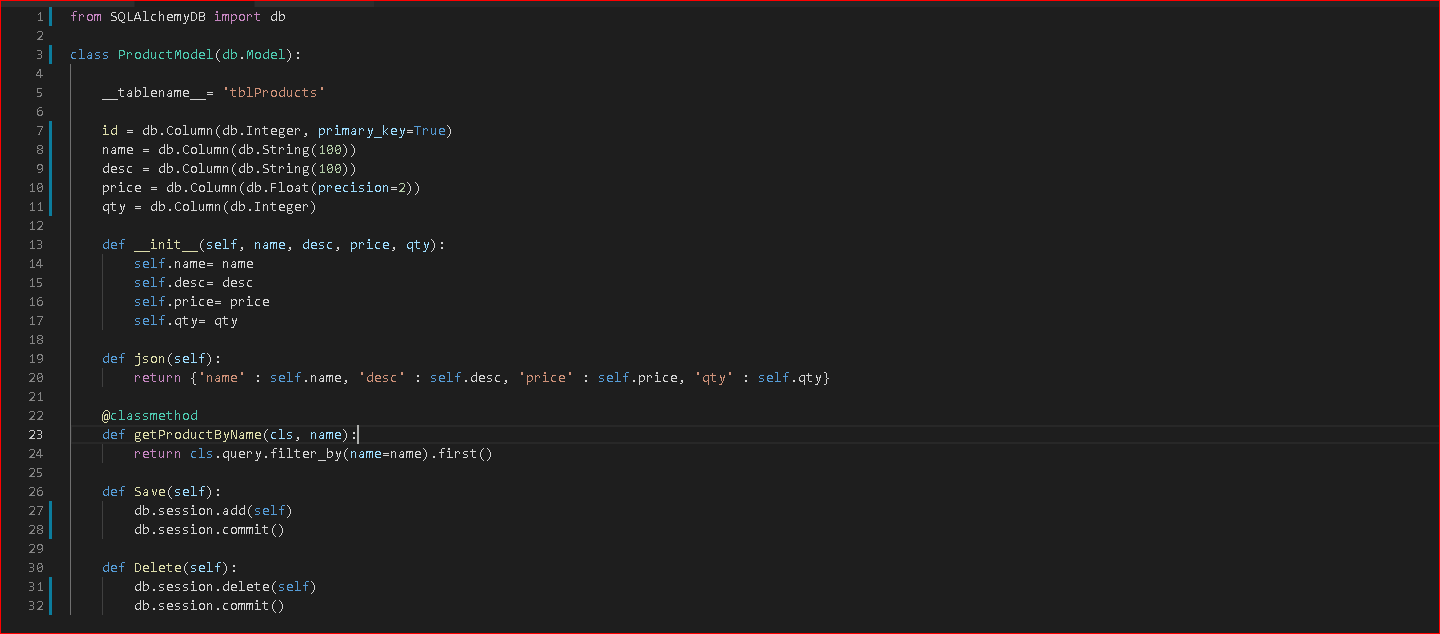 1 from SQLAlchemyDB import db
2
3 class ProductModel(db.Model):
4
5     __tablename__= 'tblProducts'
6
7     id = db.Column(db.Integer, primary_key=True)
8     name = db.Column(db.String(100))
9     desc = db.Column(db.String(100))
10     price = db.Column(db.Float(precision=2))
11     qty = db.Column(db.Integer)
12
13     def __init__(self, name, desc, price, qty):
14         self.name= name
15         self.desc= desc
16         self.price= price
17         self.qty= qty
18
19     def json(self):
20         return {'name' : self.name, 'desc' : self.desc, 'price' : self.price, 'qty' : self.qty}
21
22     @classmethod
23     def getProductByName(cls, name):
24         return cls.query.filter_by(name=name).first()
25
26     def Save(self):
27         db.session.add(self)
28         db.session.commit()
29
30     def Delete(self):
31         db.session.delete(self)
32         db.session.commit()